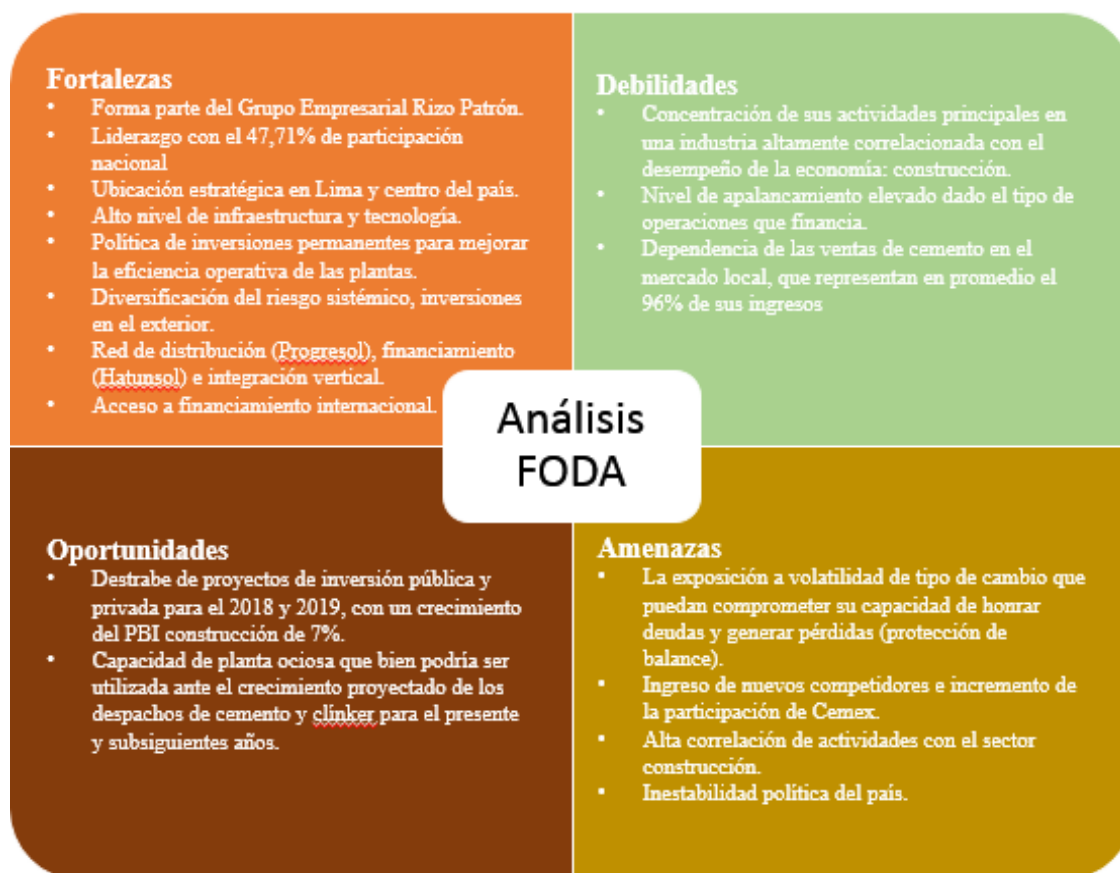 Fortalezas
• Forma parte del Grupo Empresarial Rizo Patrón.
• Liderazgo con el 47,71% de participación
nacional
• Ubicación estratégica en Lima y centro del país.
• Alto nivel de infraestructura y tecnología.
• Política de inversiones permanentes para mejorar
la eficiencia operativa de las plantas.
• Diversificación del riesgo sistémico, inversiones
en el exterior.
• Red de distribución (Progresol), financiamiento
(Hatunsol) e integración vertical.
• Acceso a financiamiento internacional.
Debilidades
• Concentración de sus actividades principales en
una industria altamente correlacionada con el
desempeño de la economía: construcción.
• Nivel de apalancamiento elevado dado el tipo de
operaciones que financia.
• Dependencia de las ventas de cemento en el
mercado local, que representan en promedio el
96% de sus ingresos
Análisis
FODA
Oportunidades
• Destrabe de proyectos de inversión pública y
privada para el 2018 y 2019, con un crecimiento
del PBI construcción de 7%.
• Capacidad de planta ociosa que bien podría ser
utilizada ante el crecimiento proyectado de los
despachos de cemento y clínker para el presente
y subsiguientes años.
Amenazas
• La exposición a volatilidad de tipo de cambio que
puedan comprometer su capacidad de honrar
deudas y generar pérdidas (protección de
balance).
• Ingreso de nuevos competidores e incremento de
la participación de Cemex.
• Alta correlación de actividades con el sector
construcción.
• Inestabilidad política del país.